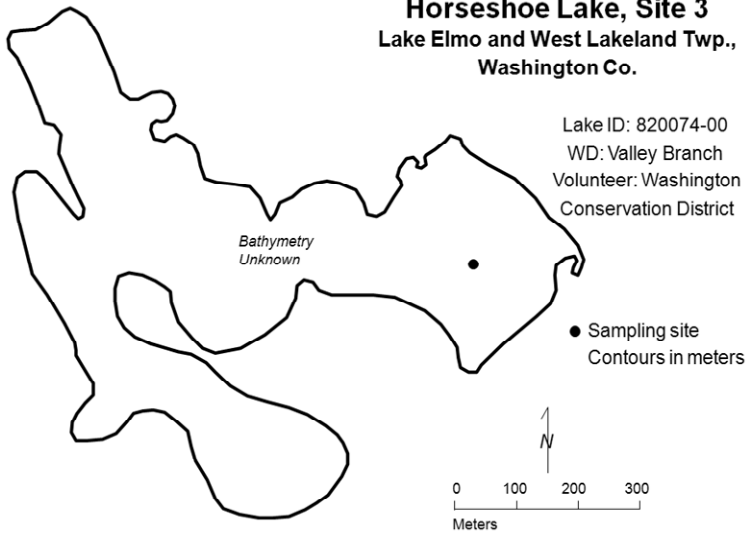 Horseshoe Lake, Site 3
Lake Elmo and West Lakeland Twp.,
Washington Co.
Lake ID: 820074-00
WD: Valley Branch
Volunteer: Washington
Conservation District
Bathymetry
Unknown
Sampling site
Contours in meters
N
0 100 200 300
Meters